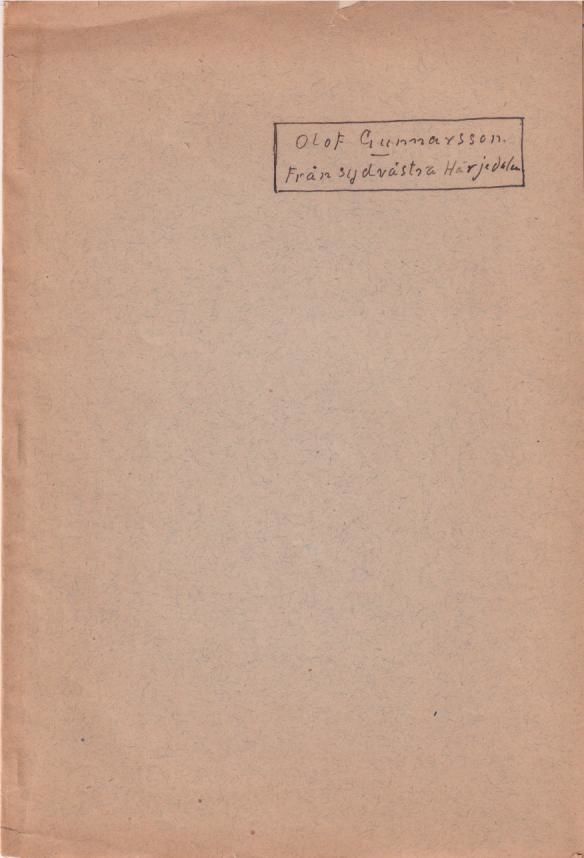 Olof Gunnarsson.
Från sydvästra Härjedalen